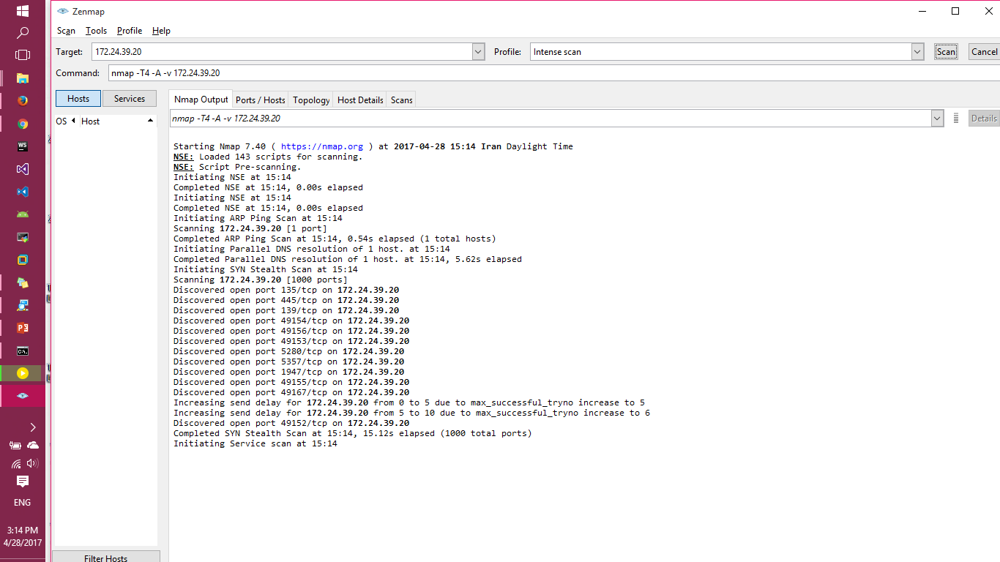 Zenmap
Scan Tools Profile Help
Target: 172.24.39.20 Profile: Intense scan Scan Cancel
Command: nmap -T4 -A -v 172.24.39.20
Hosts Services
Nmap Output Ports / Hosts Topology Host Details Scans
OS Host
nmap -T4 -A -v 172.24.39.20 Details
Starting Nmap 7.40 ( https://nmap.org ) at 2017-04-28 15:14 Iran Daylight Time
NSE: Loaded 143 scripts for scanning.
NSE: Script Pre-scanning.
Initiating NSE at 15:14
Completed NSE at 15:14, 0.00s elapsed
Initiating NSE at 15:14
Completed NSE at 15:14, 0.00s elapsed
Initiating ARP Ping Scan at 15:14
Scanning 172.24.39.20 [1 port]
Completed ARP Ping Scan at 15:14, 0.54s elapsed (1 total hosts)
Initiating Parallel DNS resolution of 1 host. at 15:14
Completed Parallel DNS resolution of 1 host. at 15:14, 5.62s elapsed
Initiating SYN Stealth Scan at 15:14
Scanning 172.24.39.20 [1000 ports]
Discovered open port 135/tcp on 172.24.39.20
Discovered open port 445/tcp on 172.24.39.20
Discovered open port 139/tcp on 172.24.39.20
Discovered open port 49154/tcp on 172.24.39.20
Discovered open port 49156/tcp on 172.24.39.20
Discovered open port 49153/tcp on 172.24.39.20
Discovered open port 5280/tcp on 172.24.39.20
Discovered open port 5357/tcp on 172.24.39.20
Discovered open port 1947/tcp on 172.24.39.20
Discovered open port 49155/tcp on 172.24.39.20
Discovered open port 49167/tcp on 172.24.39.20
Increasing send delay for 172.24.39.20 from 0 to 5 due to max_successful_tryno increase to 5
Increasing send delay for 172.24.39.20 from 5 to 10 due to max_successful_tryno increase to 6
Discovered open port 49152/tcp on 172.24.39.20
Completed SYN Stealth Scan at 15:14, 15.12s elapsed (1000 total ports)
Initiating Service scan at 15:14
Filter Hosts
WS
ENG
3:14 PM
4/28/2017